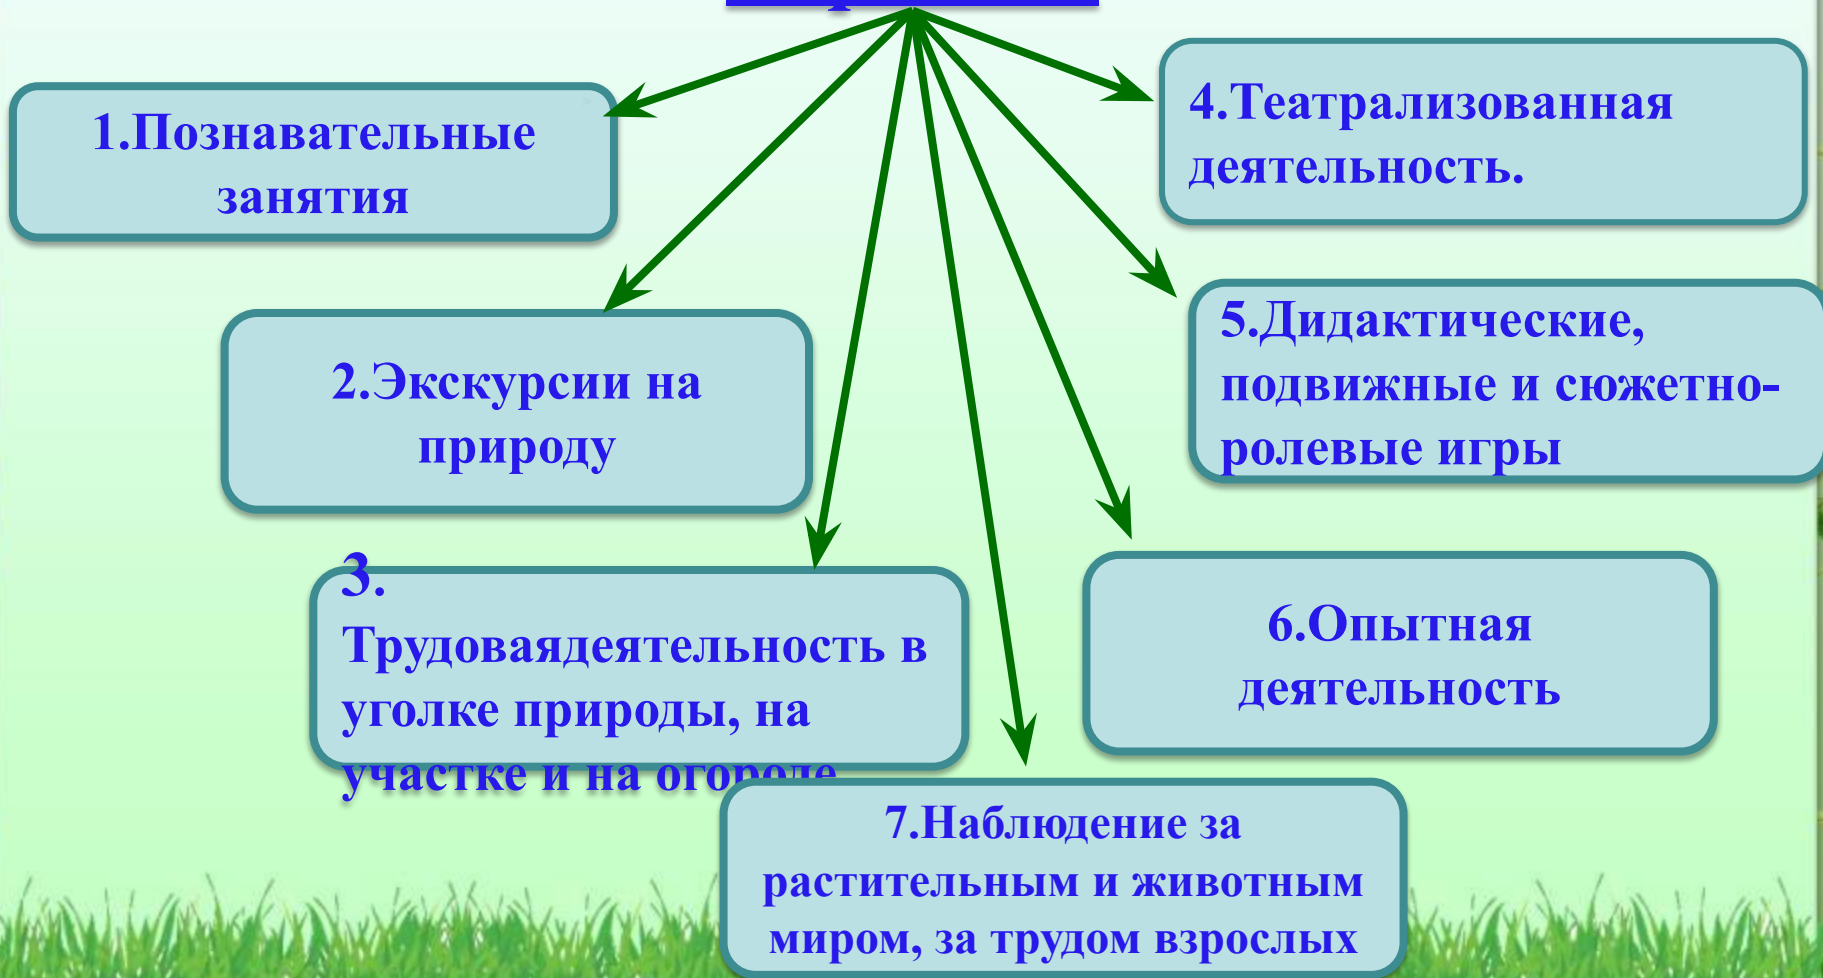 1.Познавательные
занятия
2.Экскурсии на
природу
3.
Трудоваядеятельность в
уголке природы, на
участке и на огороде
4.Театрализованная
деятельность.
5.Дидактические,
подвижные и сюжетно-
ролевые игры
6.Опытная
деятельность
7.Наблюдение за
растительным и животным
миром, за трудом взрослых